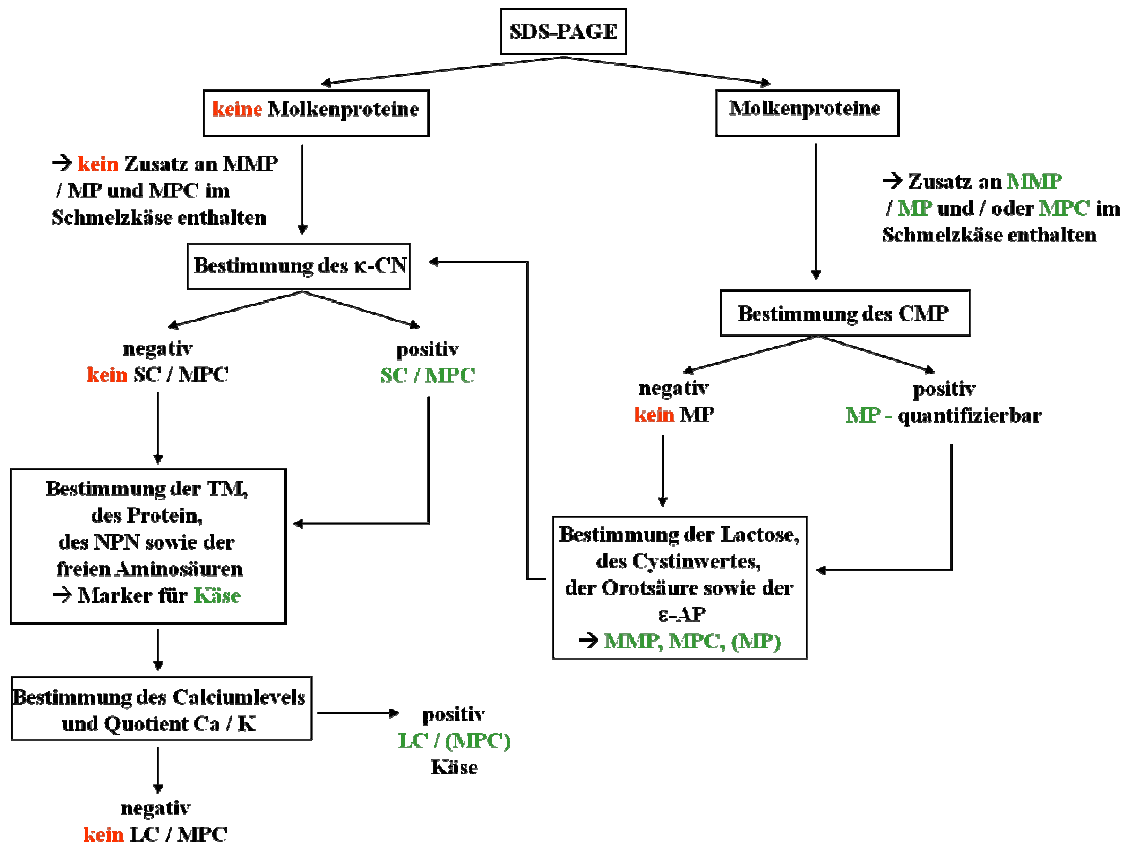 SDS-PAGE
keine Molkenproteine
Molkenproteine
→ kein Zusatz an MMP
/ MP und MPC im
Schmelzkäse enthalten
→ Zusatz an MMP
/ MP und / oder MPC im
Schmelzkäse enthalten
Bestimmung des κ-CN
Bestimmung des CMP
negativ
kein SC / MPC
positiv
SC / MPC
negativ
kein MP
positiv
MP - quantifizierbar
Bestimmung der TM,
des Protein,
des NPN sowie der
freien Aminosäuren
→ Marker für Käse
Bestimmung der Lactose,
des Cystinwertes,
der Orotsäure sowie der
ε-AP
→ MMP, MPC, (MP)
Bestimmung des Calciumlevels
und Quotient Ca / K
positiv
LC / (MPC)
Käse
negativ
kein LC / MPC